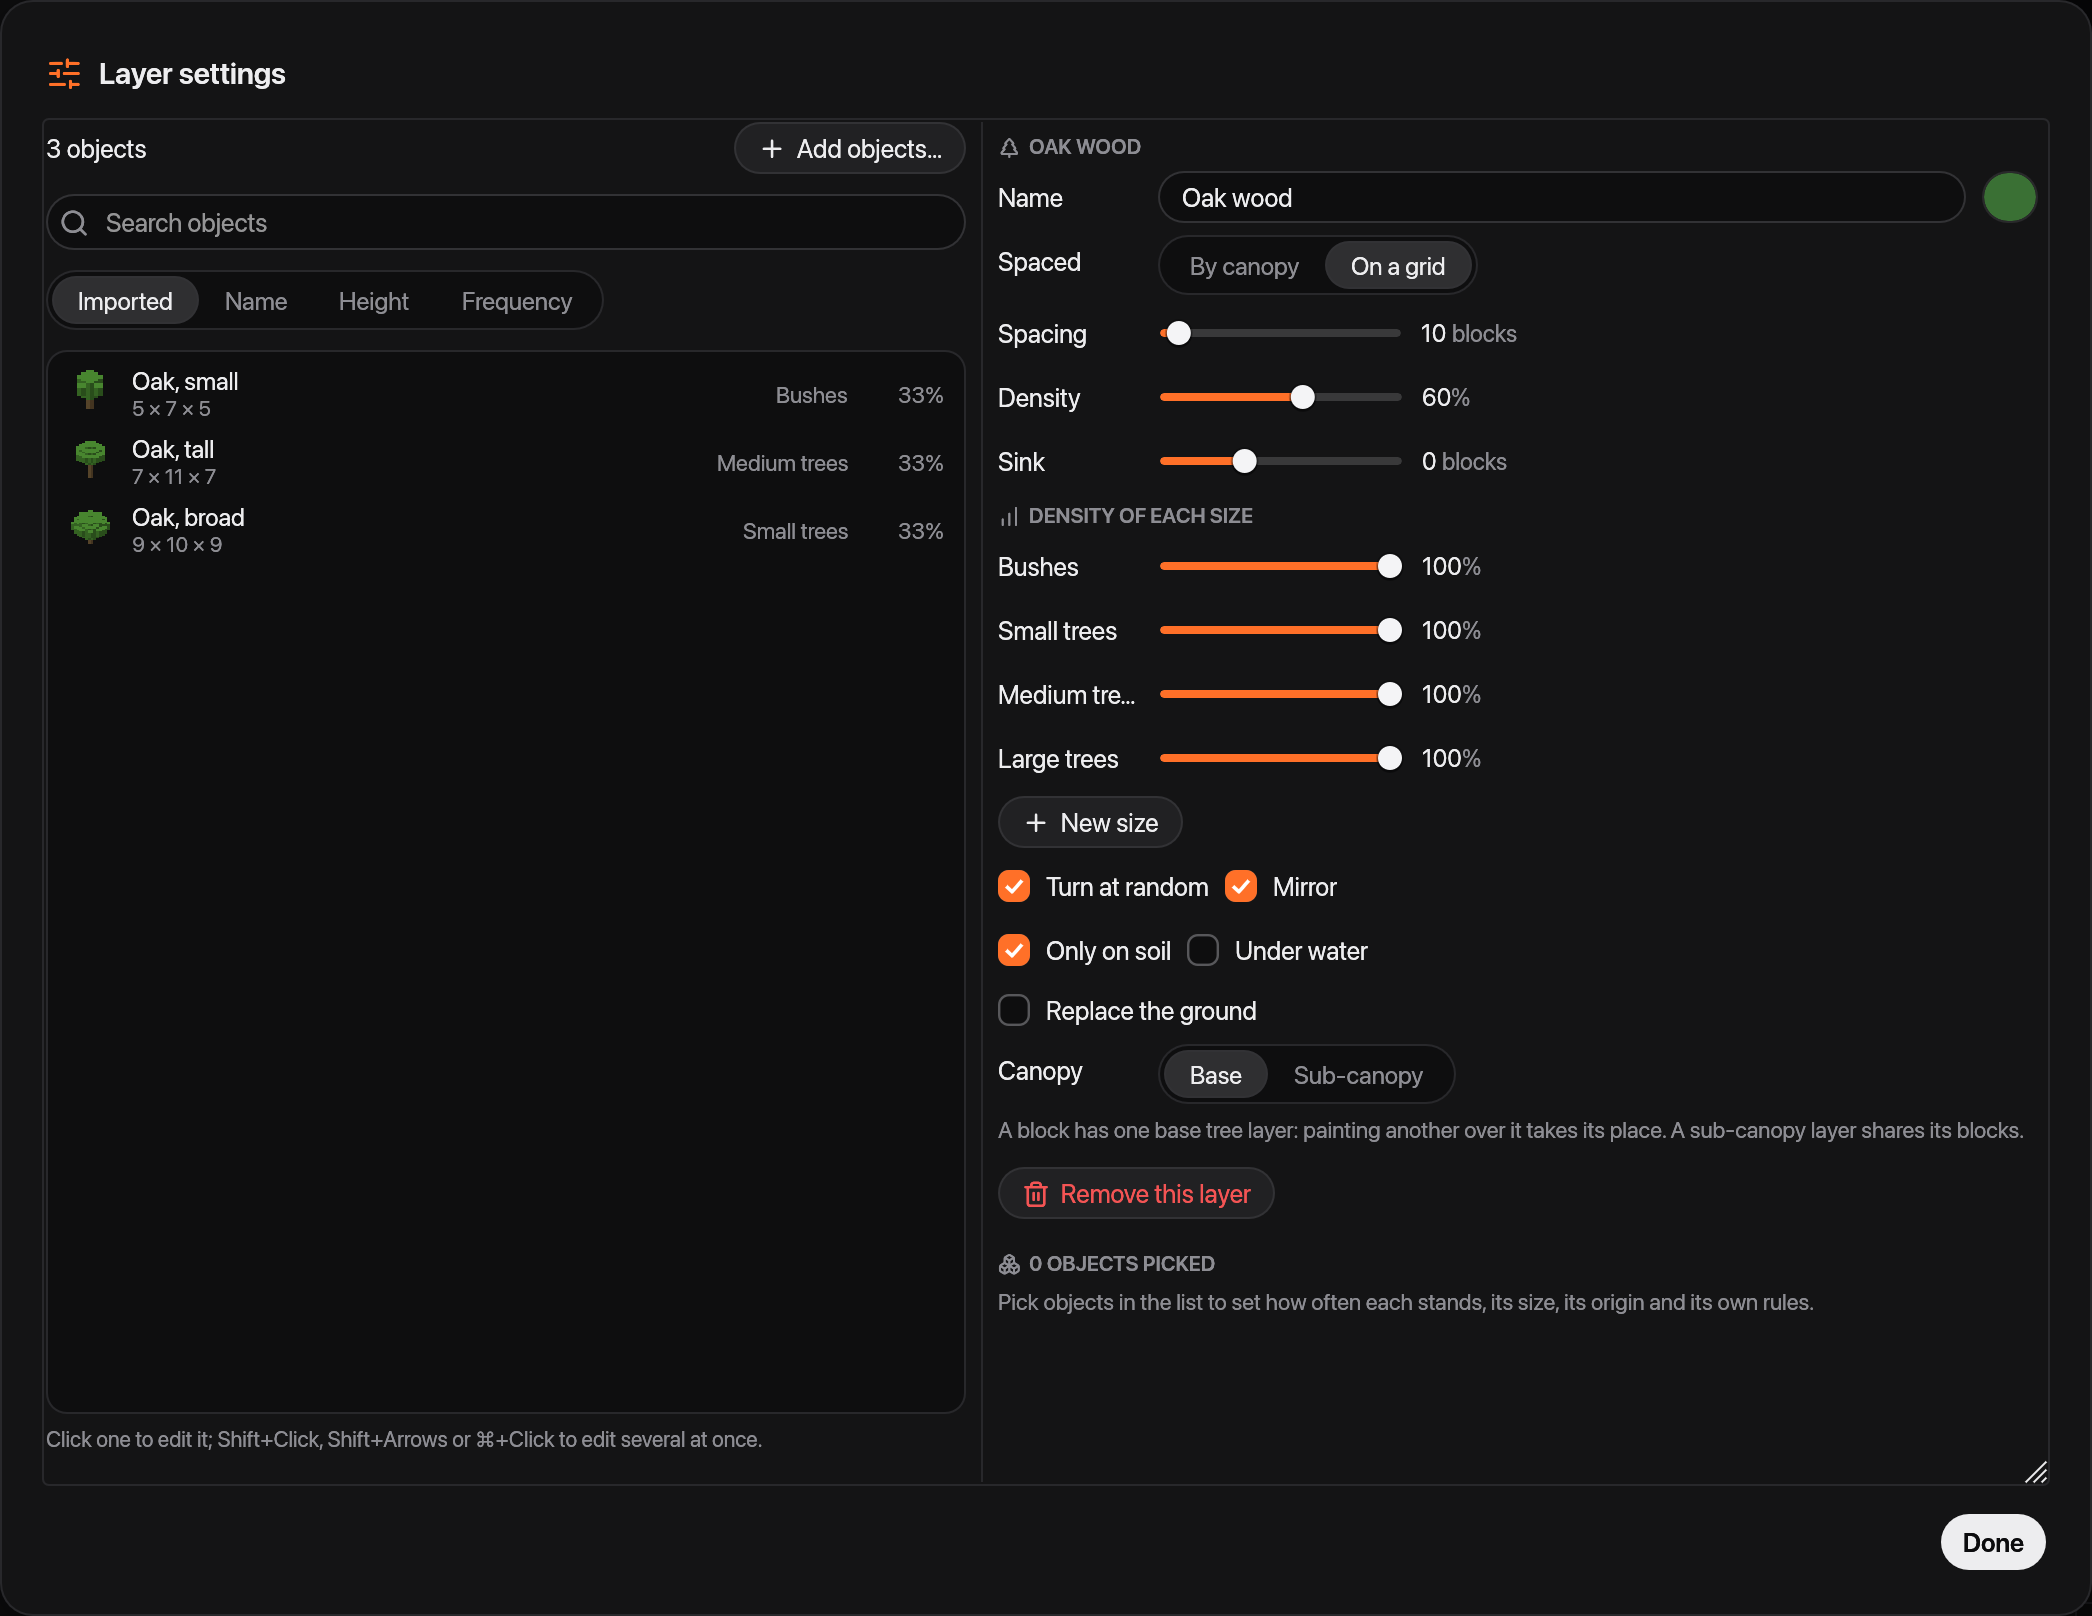 Layer settings
3 objects
Add objects...
Search objects
Imported Name Height Frequency
Oak, small
5 × 7 × 5
Bushes 33%
Oak, tall
7 × 11 × 7
Medium trees 33%
Oak, broad
9 × 10 × 9
Small trees 33%
Click one to edit it; Shift+Click, Shift+Arrows or ⌘+Click to edit several at once.
OAK WOOD
Name Oak wood
Spaced By canopy On a grid
Spacing 10 blocks
Density 60%
Sink 0 blocks
DENSITY OF EACH SIZE
Bushes 100%
Small trees 100%
Medium tre... 100%
Large trees 100%
New size
Turn at random Mirror
Only on soil Under water
Replace the ground
Canopy Base Sub-canopy
A block has one base tree layer: painting another over it takes its place. A sub-canopy layer shares its blocks.
Remove this layer
0 OBJECTS PICKED
Pick objects in the list to set how often each stands, its size, its origin and its own rules.
Done